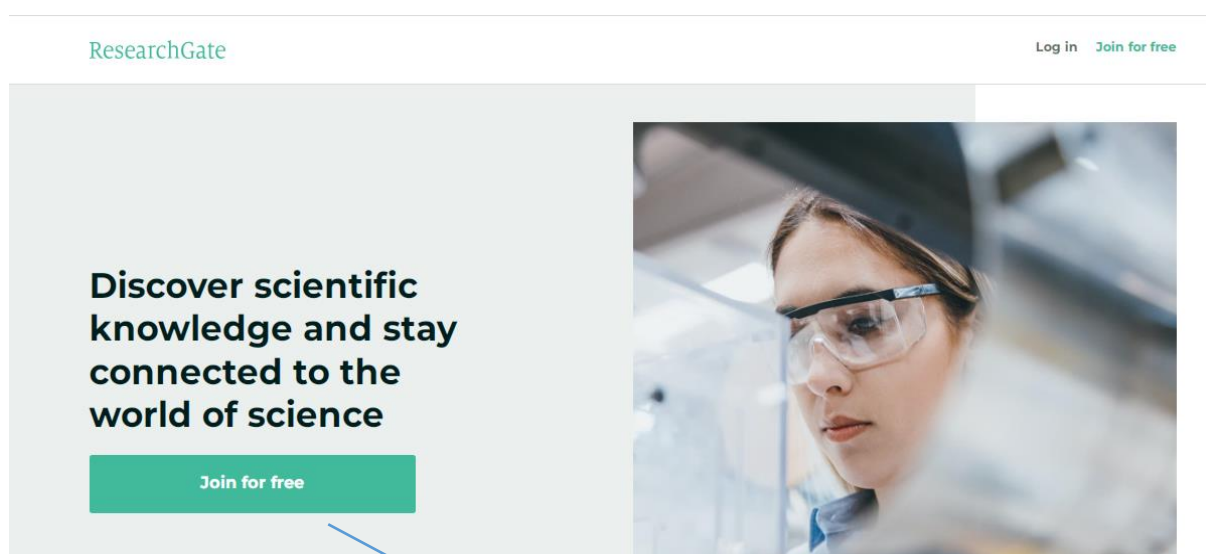 ResearchGate
Log in Join for free
Discover scientific
knowledge and stay
connected to the
world of science
Join for free